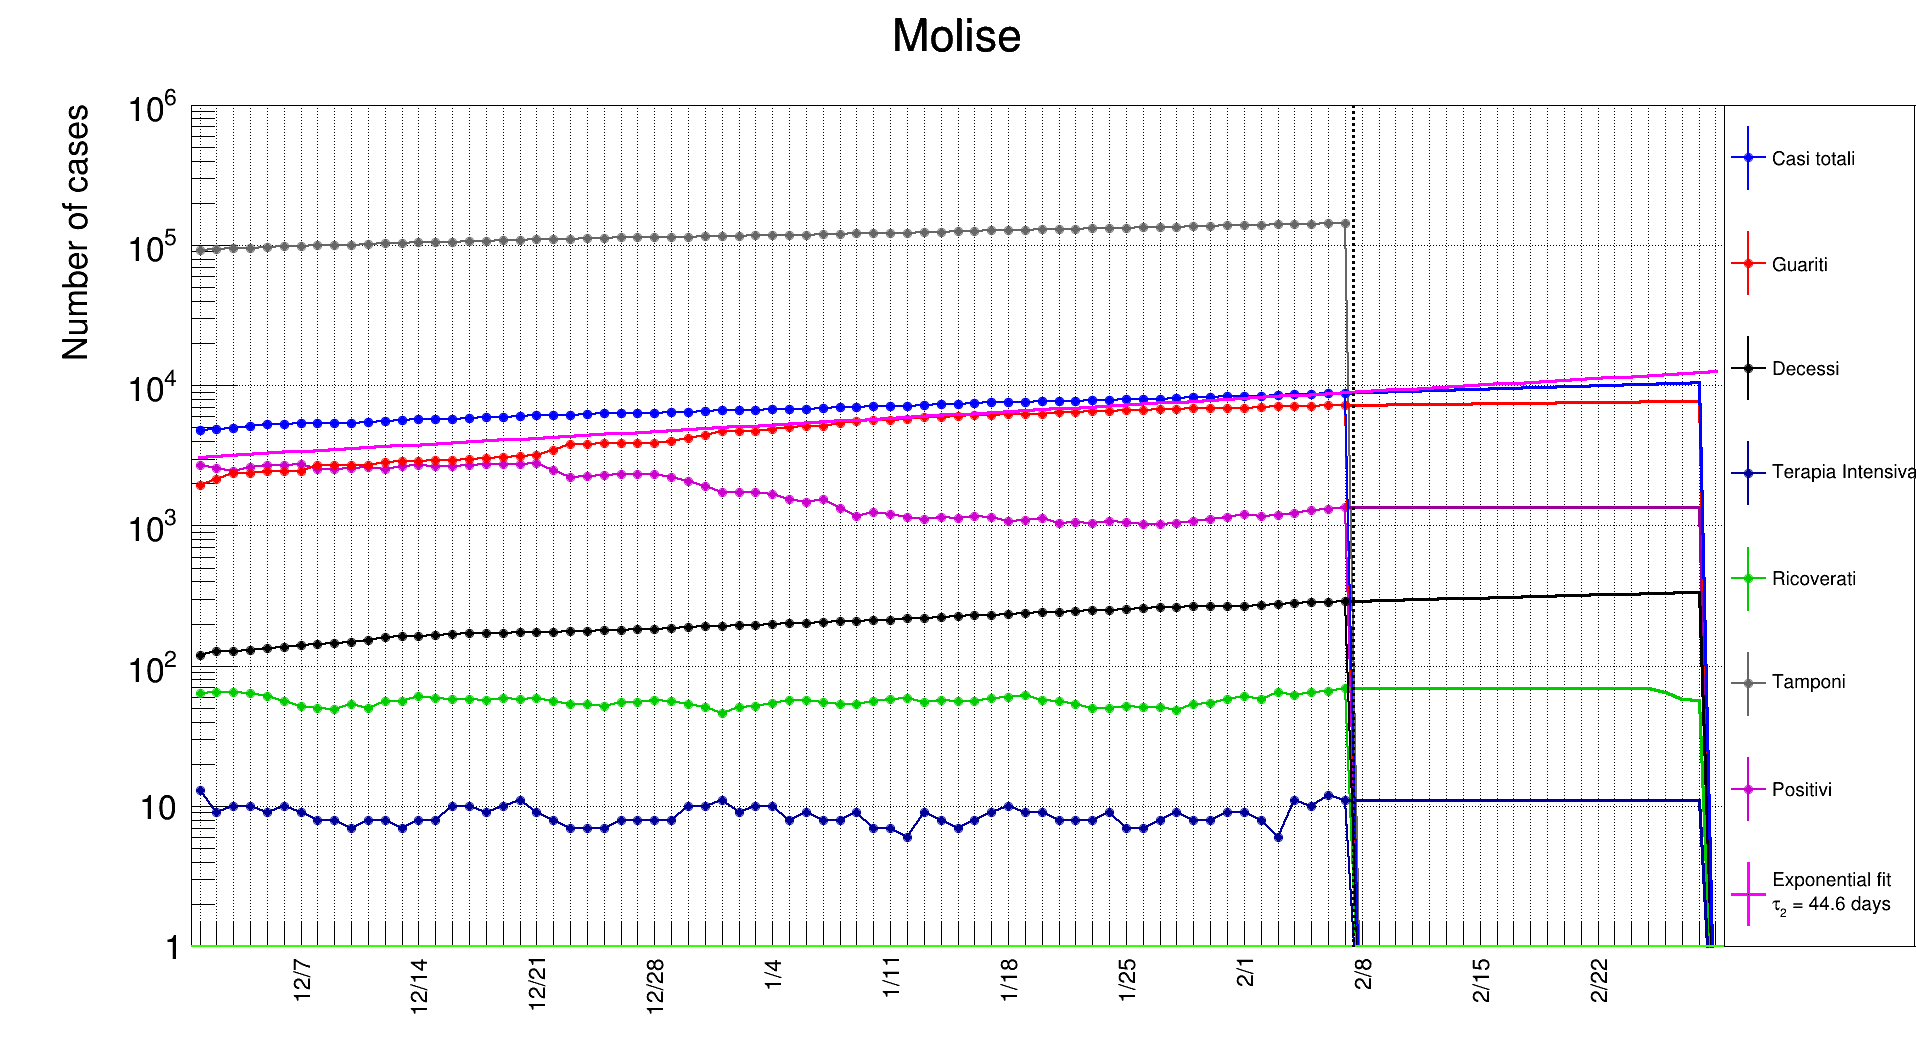 Molise
Number of cases
10^6
10^5
10^4
10^3
10^2
10
1
12/7
12/14
12/21
12/28
1/4
1/11
1/18
1/25
2/1
2/8
2/15
2/22
Casi totali
Guariti
Decessi
Terapia Intensiva
Ricoverati
Tamponi
Positivi
Exponential fit
τ₂ = 44.6 days